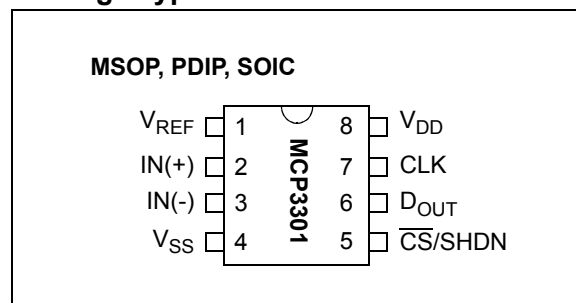 MSOP, PDIP, SOIC
VREF 1 8 VDD
IN(+) 2 7 CLK
IN(-) 3 6 DOUT
VSS 4 5 C̅S̅/SHDN
MCP3301